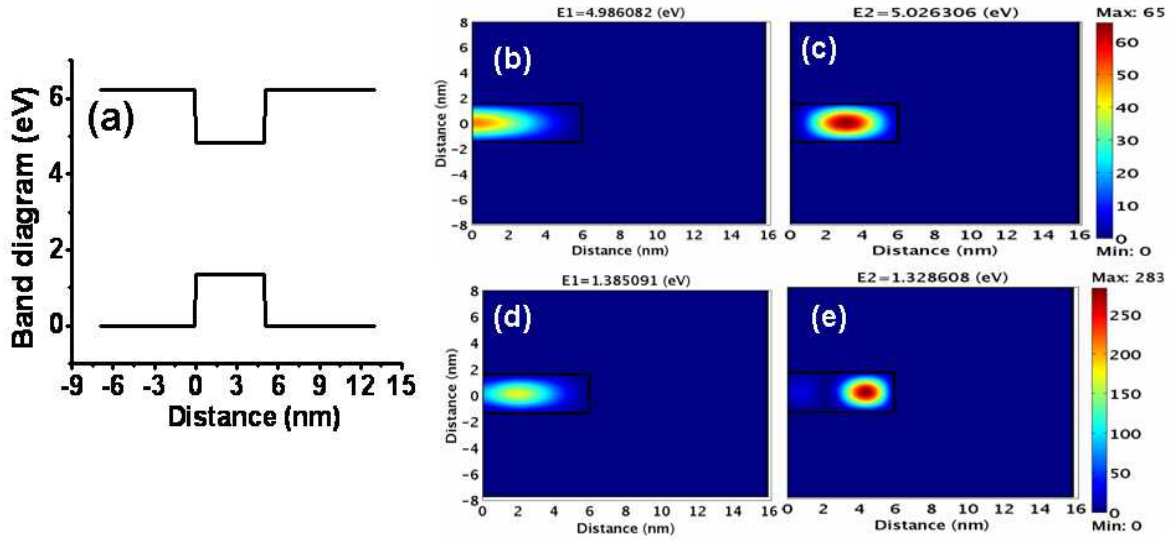 (a)
Band diagram (eV)
6
4
2
0
-9 -6 -3 0 3 6 9 12 15
Distance (nm)
E1=4.986082 (eV)
(b)
Distance (nm)
8
6
4
2
0
-2
-4
-6
-8
0 2 4 6 8 10 12 14 16
Distance (nm)
E2=5.026306 (eV)
(c)
0 2 4 6 8 10 12 14 16
Distance (nm)
Max: 65
60
50
40
30
20
10
0
Min: 0
E1=1.385091 (eV)
(d)
Distance (nm)
8
6
4
2
0
-2
-4
-6
-8
0 2 4 6 8 10 12 14 16
Distance (nm)
E2=1.328608 (eV)
(e)
0 2 4 6 8 10 12 14 16
Distance (nm)
Max: 283
250
200
150
100
50
0
Min: 0